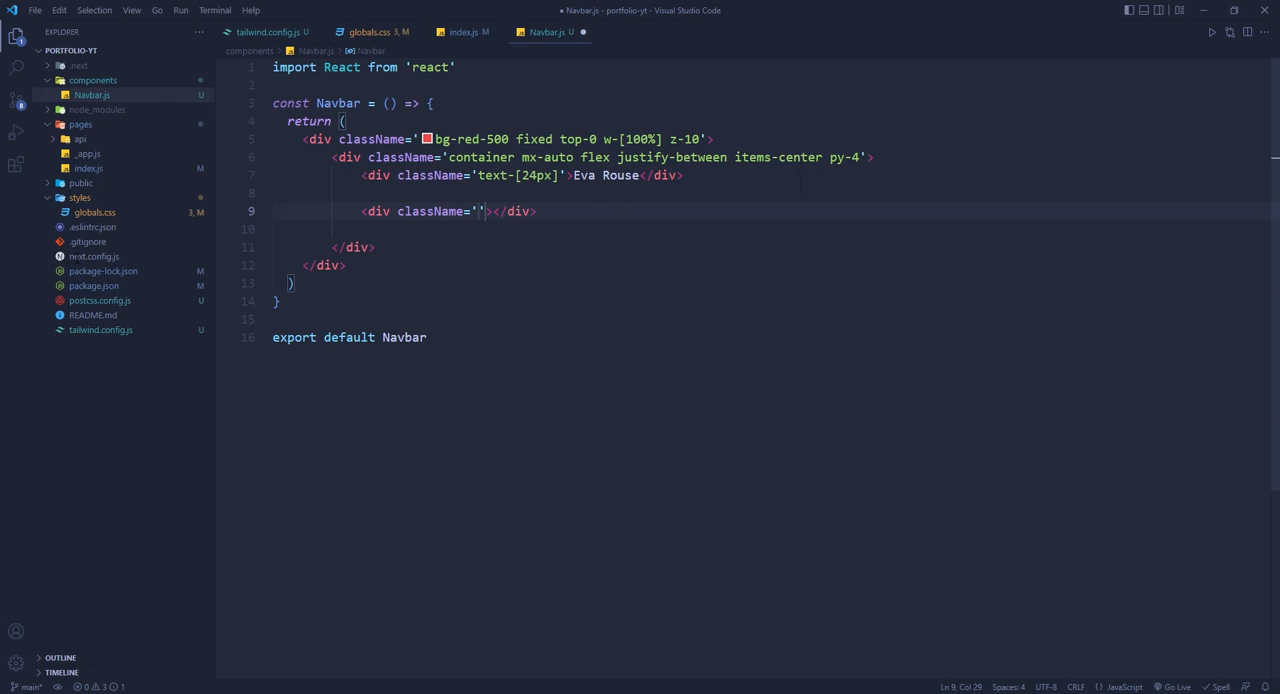 File Edit Selection View Go Run Terminal Help
● Navbar.js - portfolio-yt - Visual Studio Code
EXPLORER
PORTFOLIO-YT
.next
components
Navbar.js U
node_modules
pages
api
_app.js
index.js M
public
styles
globals.css 3, M
.eslintrc.json
.gitignore
next.config.js
package-lock.json M
package.json M
postcss.config.js U
README.md
tailwind.config.js U
OUTLINE
TIMELINE
1
8
tailwind.config.js U globals.css 3, M index.js M Navbar.js U ●
components > Navbar.js > Navbar
1 import React from 'react'
2
3 const Navbar = () => {
4 return (
5 <div className='bg-red-500 fixed top-0 w-[100%] z-10'>
6 <div className='container mx-auto flex justify-between items-center py-4'>
7 <div className='text-[24px]'>Eva Rouse</div>
8
9 <div className=''></div>
10
11 </div>
12 </div>
13 )
14 }
15
16 export default Navbar
main* 0 3 1 Ln 9, Col 29 Spaces: 4 UTF-8 CRLF {} JavaScript Go Live Spell